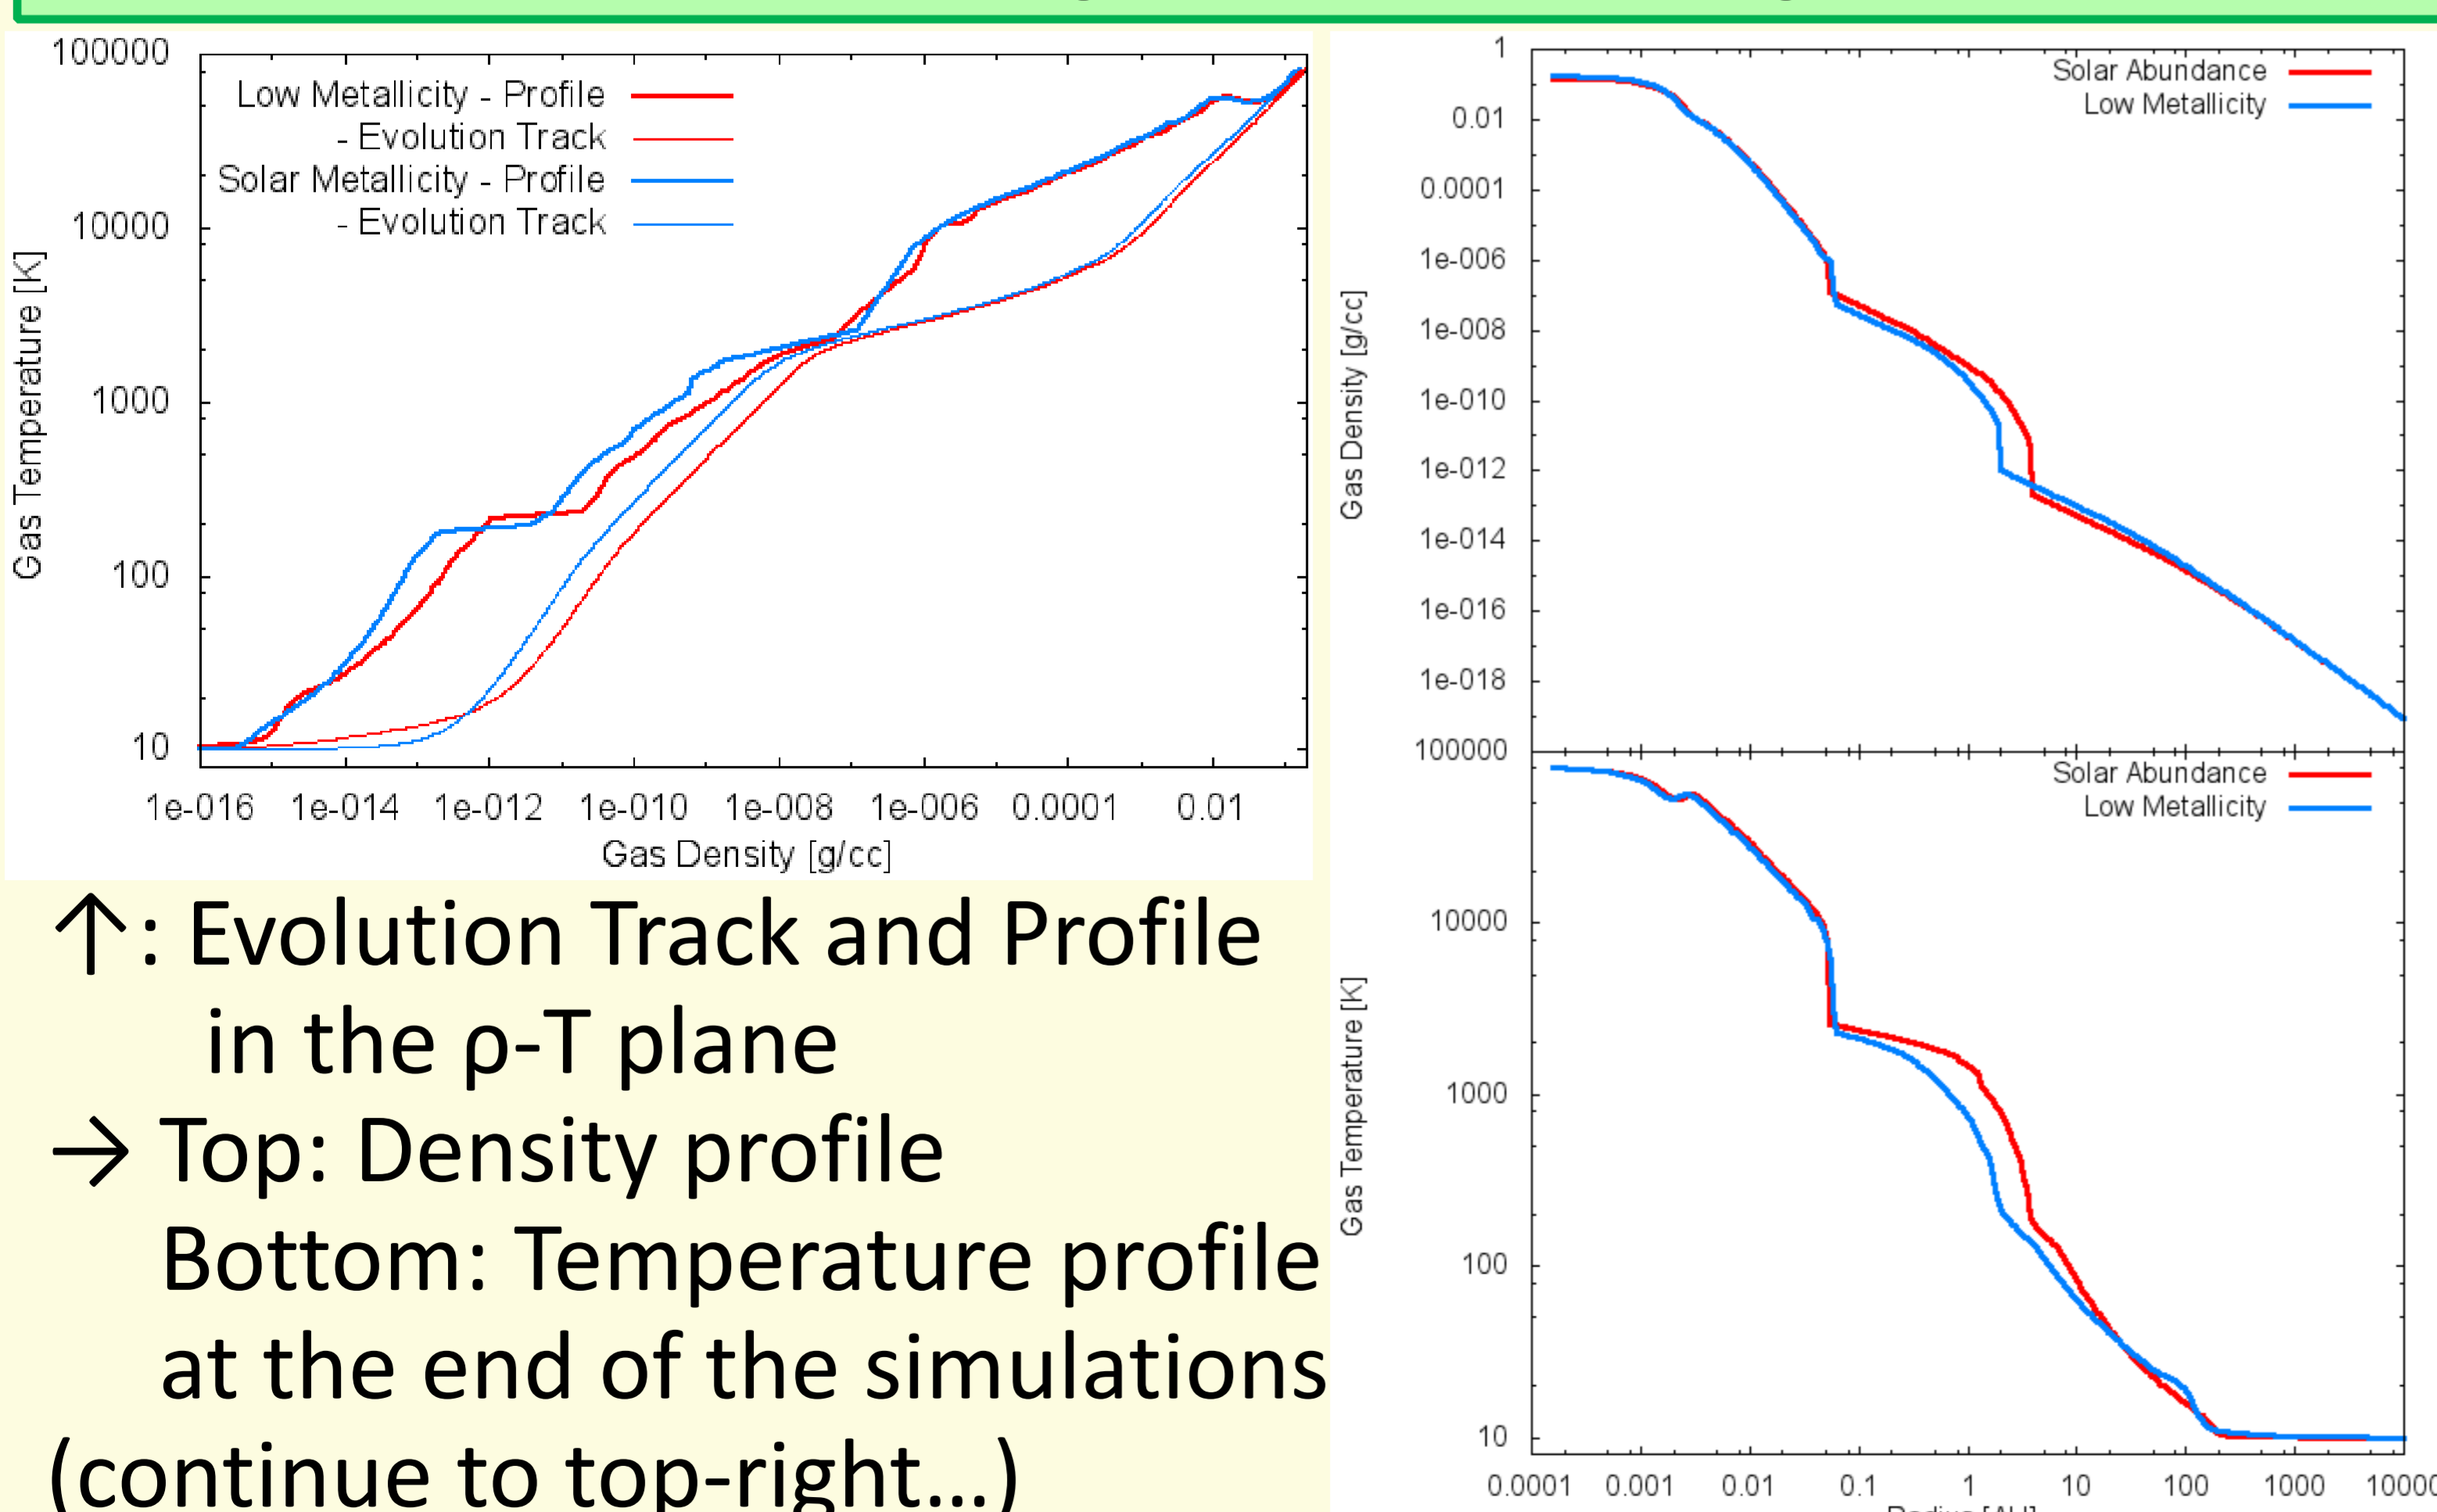 100000
10000
1000
100
10
Gas Temperature [K]
Low Metallicity - Profile
- Evolution Track
Solar Metallicity - Profile
- Evolution Track
1e-016 1e-014 1e-012 1e-010 1e-008 1e-006 0.0001 0.01
Gas Density [g/cc]
↑: Evolution Track and Profile
in the ρ-T plane
→ Top: Density profile
Bottom: Temperature profile
at the end of the simulations
(continue to top-right...)
1
0.01
0.0001
1e-006
1e-008
1e-010
1e-012
1e-014
1e-016
1e-018
Gas Density [g/cc]
Solar Abundance
Low Metallicity
100000
10000
1000
100
10
Gas Temperature [K]
Solar Abundance
Low Metallicity
0.0001 0.001 0.01 0.1 1 10 100 1000 10000
Radius [AU]